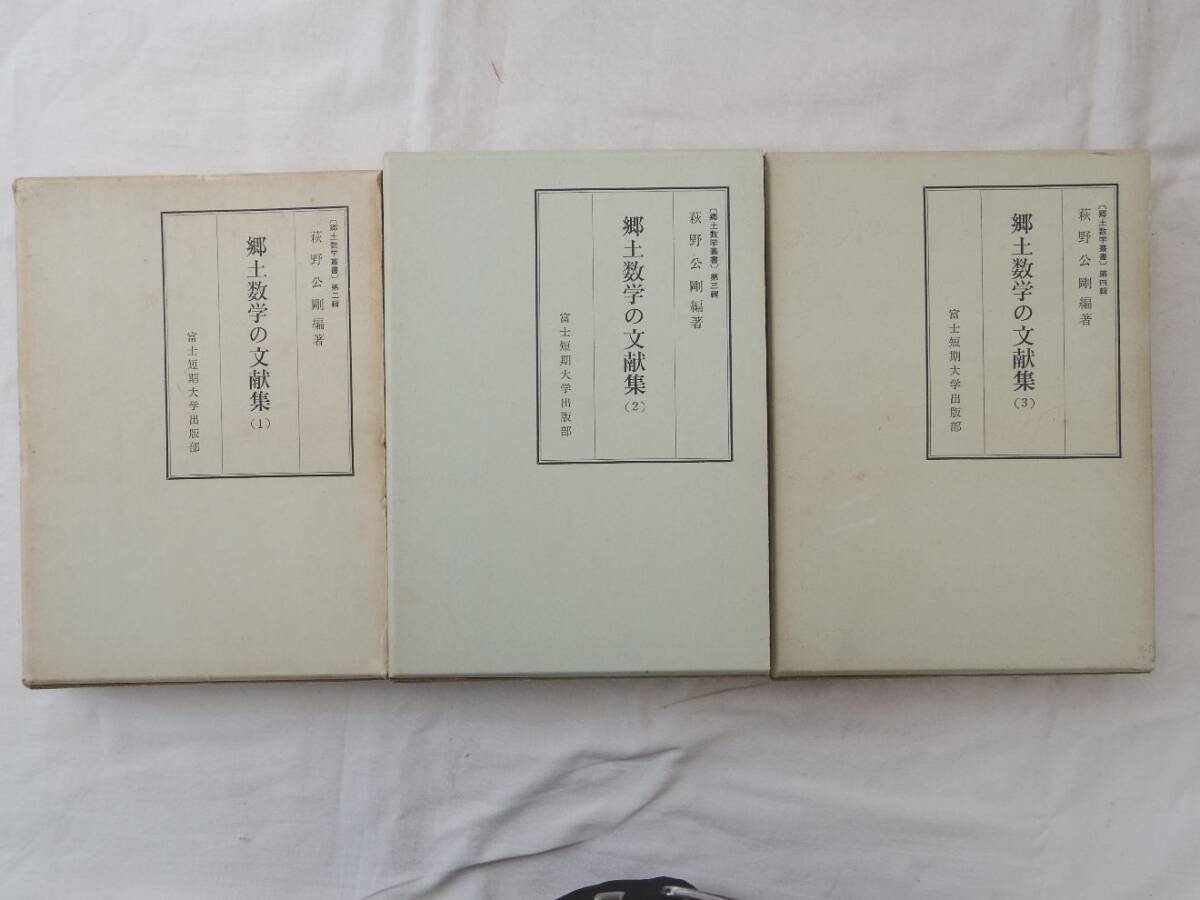 〔郷土数学叢書〕第二輯
萩野公剛編著
郷土数学の文献集(1)
富士短期大学出版部
〔郷土数学叢書〕第三輯
萩野公剛編著
郷土数学の文献集(2)
富士短期大学出版部
〔郷土数学叢書〕第四輯
萩野公剛編著
郷土数学の文献集(3)
富士短期大学出版部